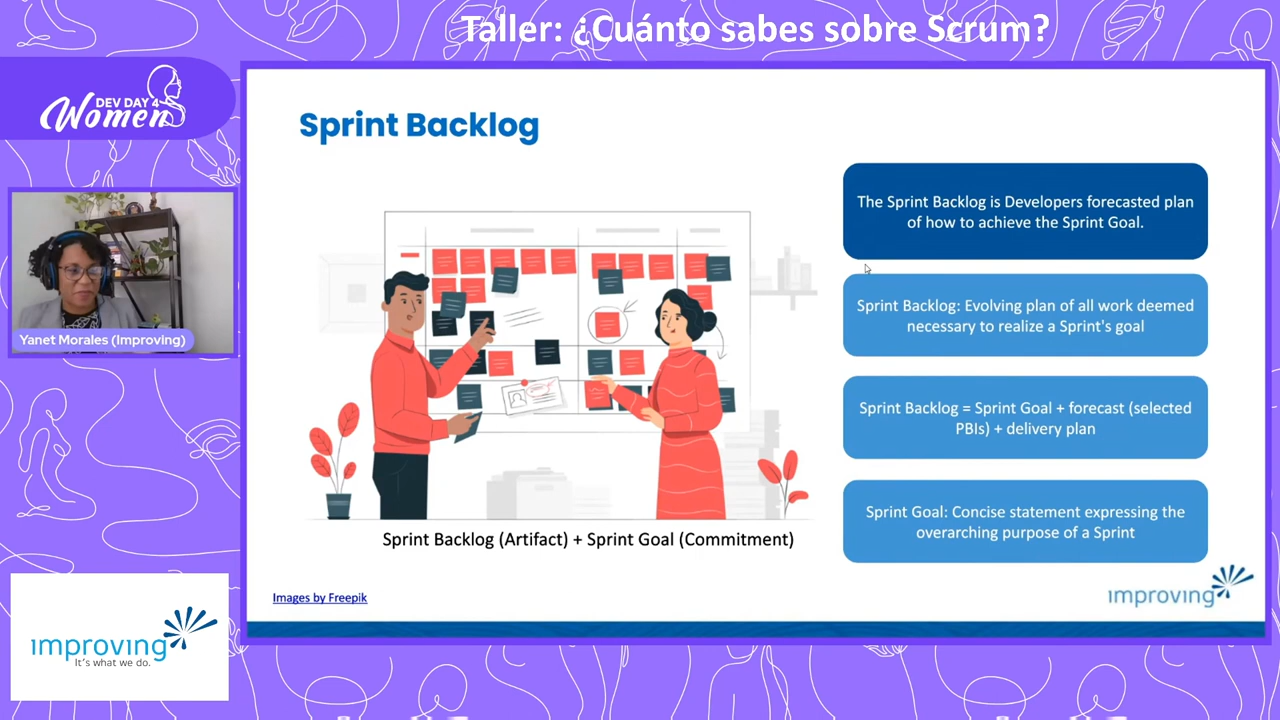 Taller: ¿Cuánto sabes sobre Scrum?
DEV DAY 4
Women
Yanet Morales (Improving)
improving
It's what we do.
Sprint Backlog
The Sprint Backlog is Developers forecasted plan
of how to achieve the Sprint Goal.
Sprint Backlog: Evolving plan of all work deemed
necessary to realize a Sprint's goal
Sprint Backlog = Sprint Goal + forecast (selected
PBIs) + delivery plan
Sprint Goal: Concise statement expressing the
overarching purpose of a Sprint
Sprint Backlog (Artifact) + Sprint Goal (Commitment)
Images by Freepik
improving